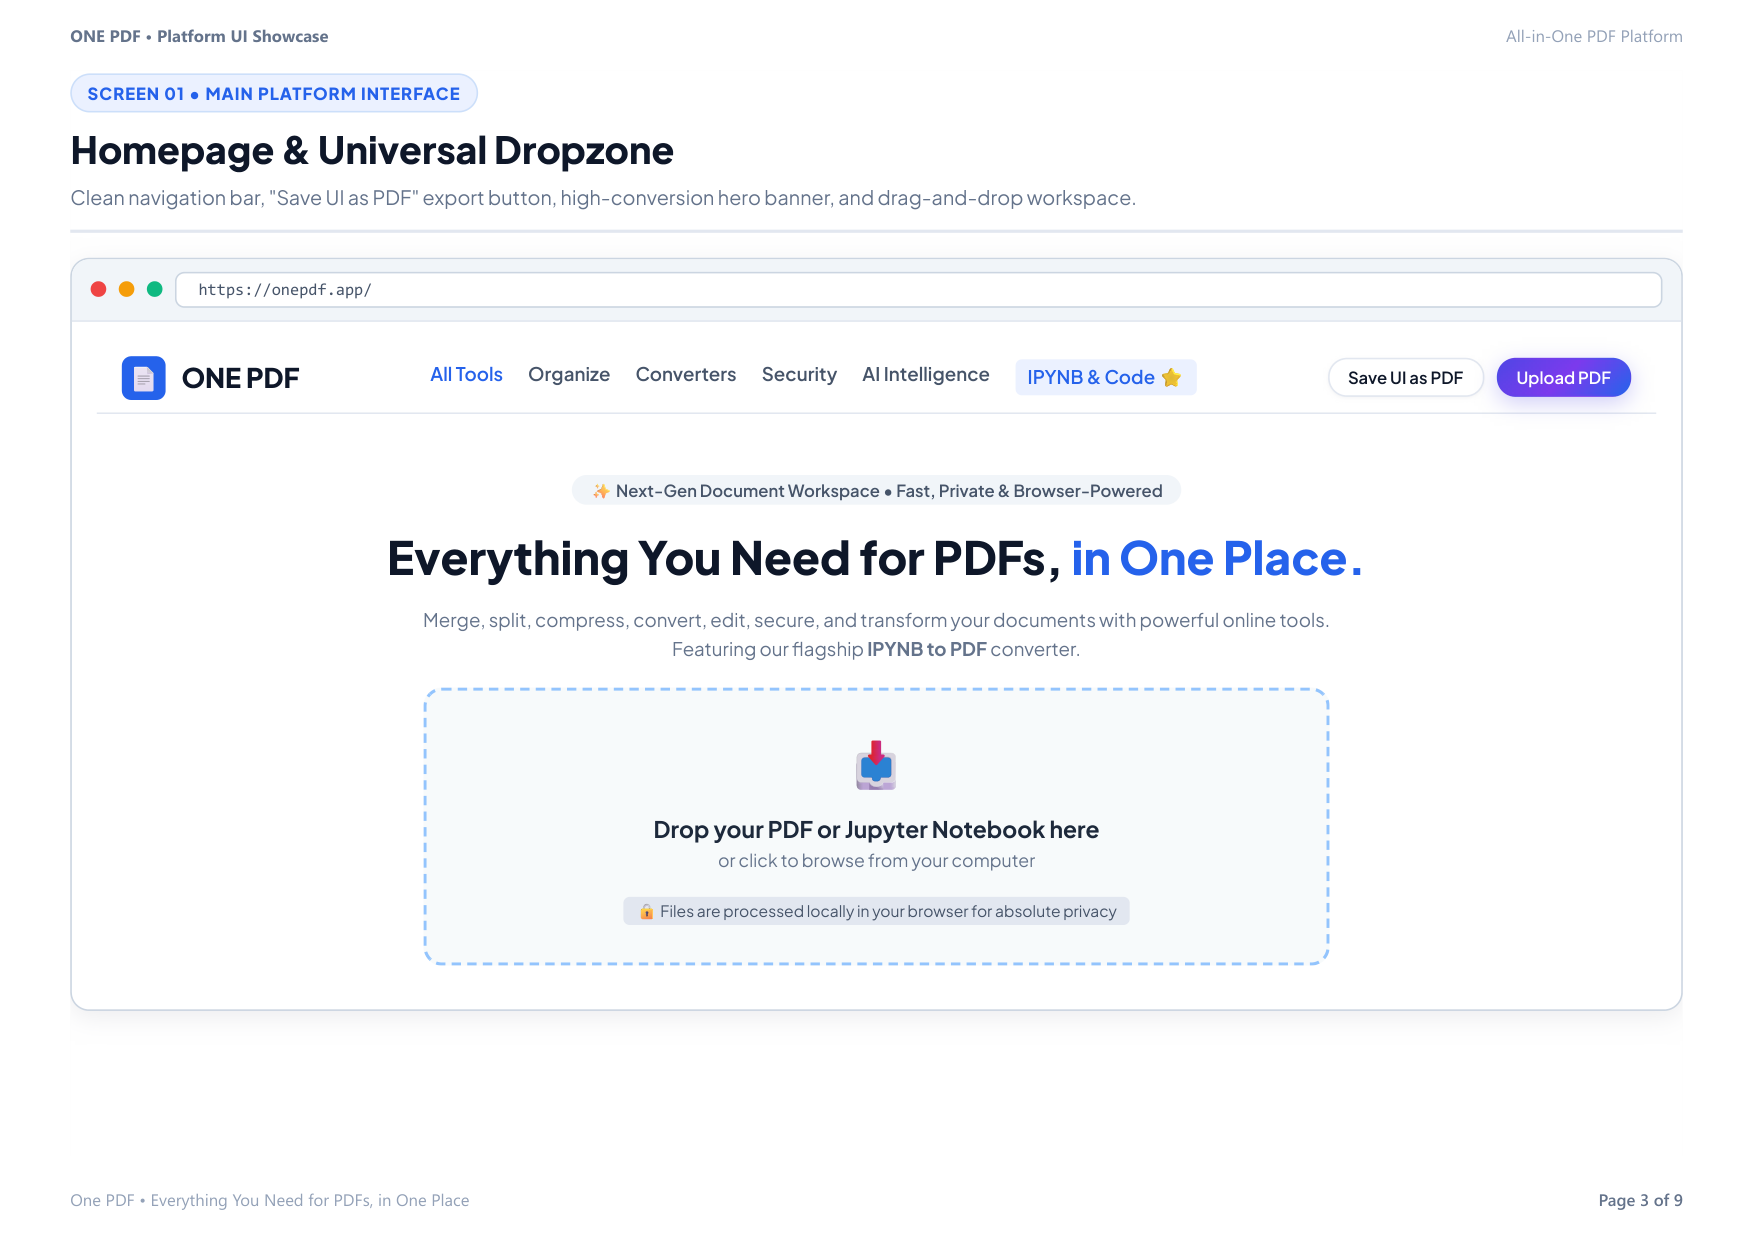 ONE PDF • Platform UI Showcase
All-in-One PDF Platform
SCREEN 01 ● MAIN PLATFORM INTERFACE
Homepage & Universal Dropzone
Clean navigation bar, "Save UI as PDF" export button, high-conversion hero banner, and drag-and-drop workspace.
https://onepdf.app/
ONE PDF
All Tools Organize Converters Security AI Intelligence IPYNB & Code ⭐
Save UI as PDF Upload PDF
✨ Next-Gen Document Workspace ● Fast, Private & Browser-Powered
Everything You Need for PDFs, in One Place.
Merge, split, compress, convert, edit, secure, and transform your documents with powerful online tools.
Featuring our flagship IPYNB to PDF converter.
Drop your PDF or Jupyter Notebook here
or click to browse from your computer
🔒 Files are processed locally in your browser for absolute privacy
One PDF • Everything You Need for PDFs, in One Place
Page 3 of 9